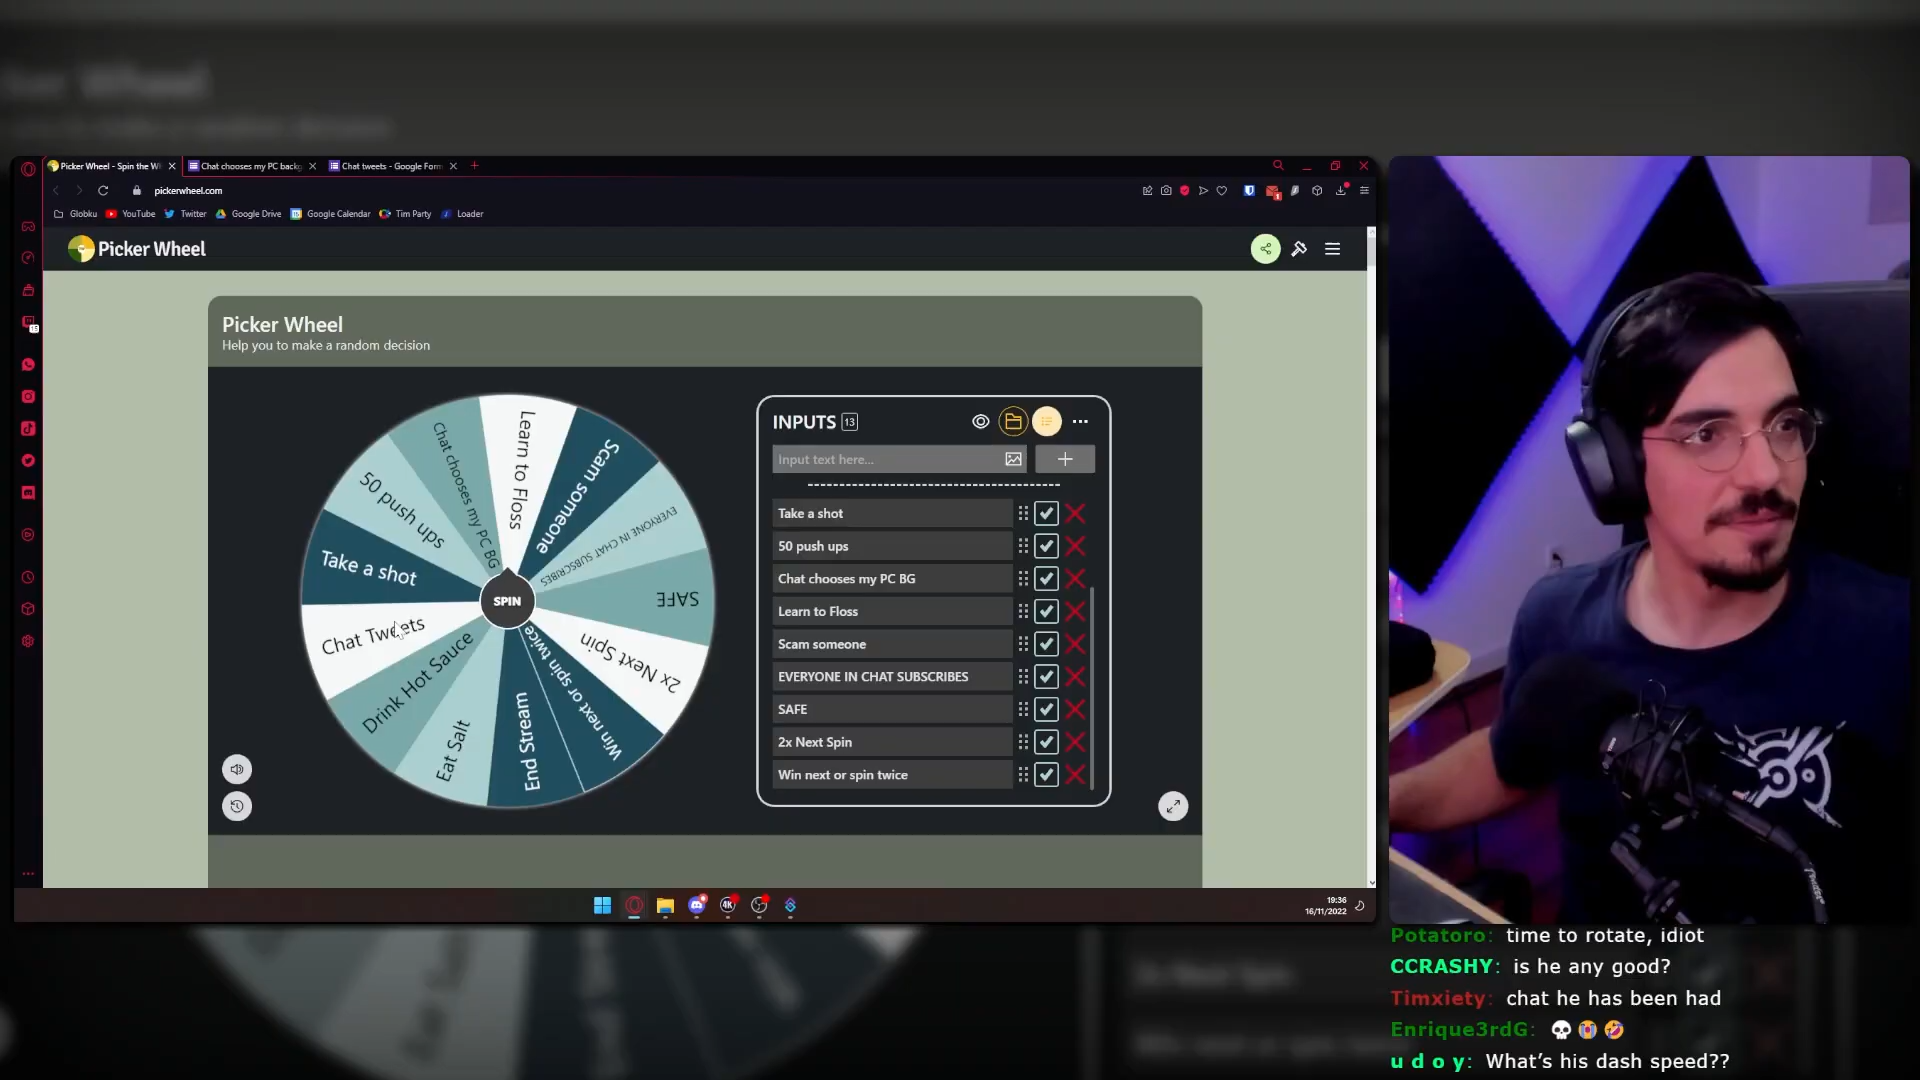 Picker Wheel - Spin the Wh
Chat chooses my PC backg
Chat tweets - Google Form
pickerwheel.com
Globku
YouTube
Twitter
Google Drive
Google Calendar
Tim Party
Loader
Picker Wheel
Picker Wheel
Help you to make a random decision
Learn to Floss
Scam someone
EVERYONE IN CHAT SUBSCRIBES
SAFE
2x Next Spin
Win next or spin twice
End Stream
Eat Salt
Drink Hot Sauce
Chat Tweets
Take a shot
50 push ups
Chat chooses my PC BG
SPIN
INPUTS 13
Input text here...
Take a shot
50 push ups
Chat chooses my PC BG
Learn to Floss
Scam someone
EVERYONE IN CHAT SUBSCRIBES
SAFE
2x Next Spin
Win next or spin twice
4K
19:36
16/11/2022
Potatoro: time to rotate, idiot
CCRASHY: is he any good?
Timxiety: chat he has been had
Enrique3rdG: 💀😭🤣
u d o y: What's his dash speed??